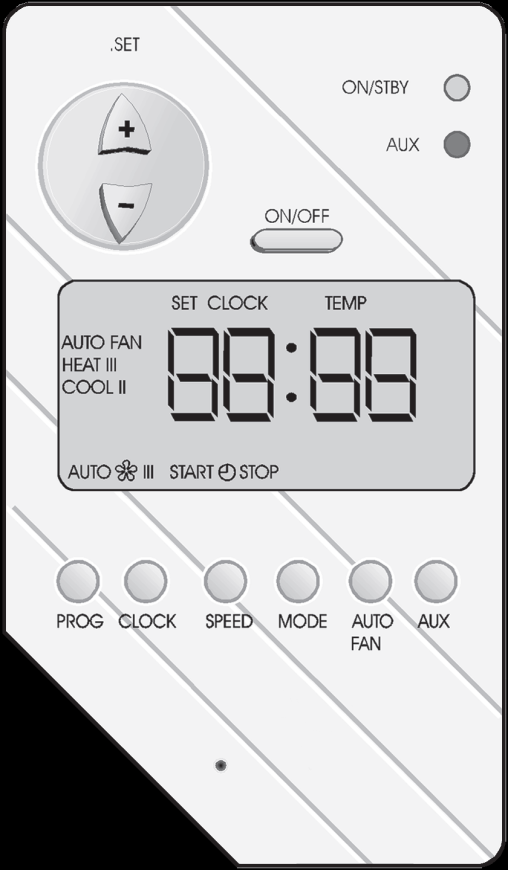 .SET
ON/STBY
AUX
+
-
ON/OFF
SET CLOCK TEMP
AUTO FAN
HEAT III
COOL II
88:88
AUTO III START STOP
PROG CLOCK SPEED MODE AUTO FAN AUX